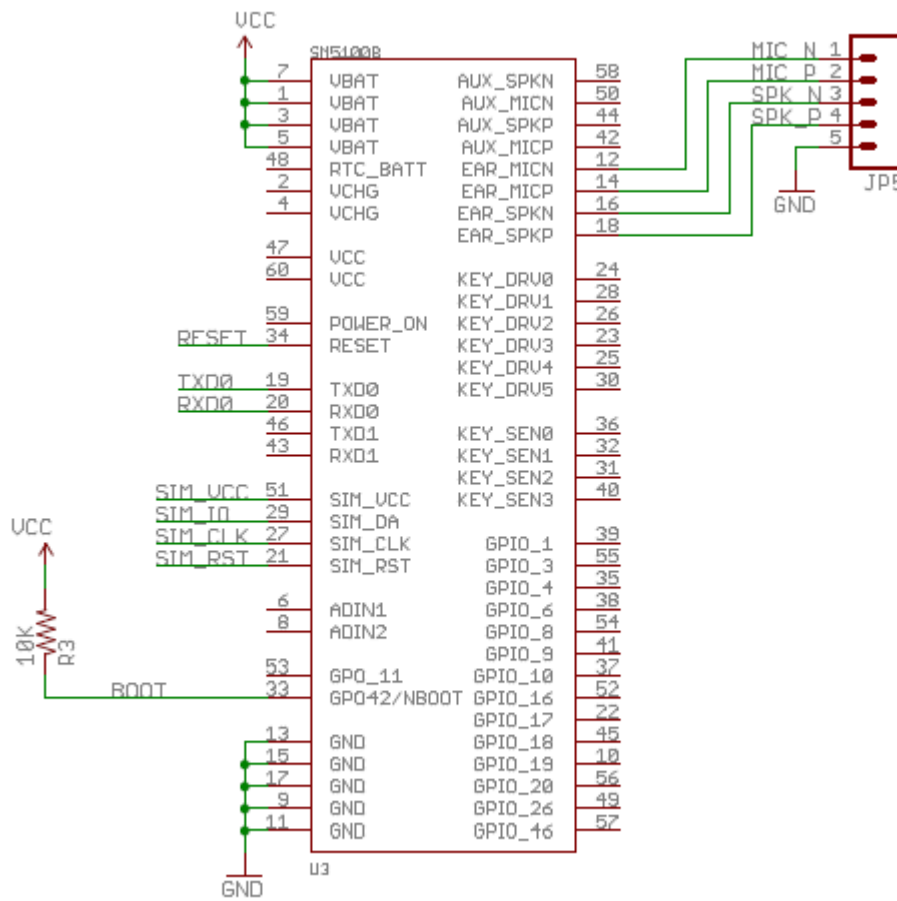 VCC
SM5100B
7 VBAT
1 VBAT
3 VBAT
5 VBAT
48 RTC_BATT
2 VCHG
4 VCHG
47 VCC
60 VCC
59 POWER_ON
RESET 34 RESET
TXD0 19 TXD0
RXD0 20 RXD0
46 TXD1
43 RXD1
SIM_VCC 51 SIM_VCC
SIM_IO 29 SIM_DA
SIM_CLK 27 SIM_CLK
SIM_RST 21 SIM_RST
6 ADIN1
8 ADIN2
53 GPO_11
BOOT 33 GPO42/NBOOT
13 GND
15 GND
17 GND
9 GND
11 GND
GND
U3
VCC
10K
R3
AUX_SPKN 58
AUX_MICN 50
AUX_SPKP 44
AUX_MICP 42
EAR_MICN 12
EAR_MICP 14
EAR_SPKN 16
EAR_SPKP 18
KEY_DRV0 24
KEY_DRV1 28
KEY_DRV2 26
KEY_DRV3 23
KEY_DRV4 25
KEY_DRV5 30
KEY_SEN0 36
KEY_SEN1 32
KEY_SEN2 31
KEY_SEN3 40
GPIO_1 39
GPIO_3 55
GPIO_4 35
GPIO_6 38
GPIO_8 54
GPIO_9 41
GPIO_10 37
GPIO_16 52
GPIO_17 22
GPIO_18 45
GPIO_19 10
GPIO_20 56
GPIO_26 49
GPIO_46 57
MIC_N 1
MIC_P 2
SPK_N 3
SPK_P 4
5
GND
JP5